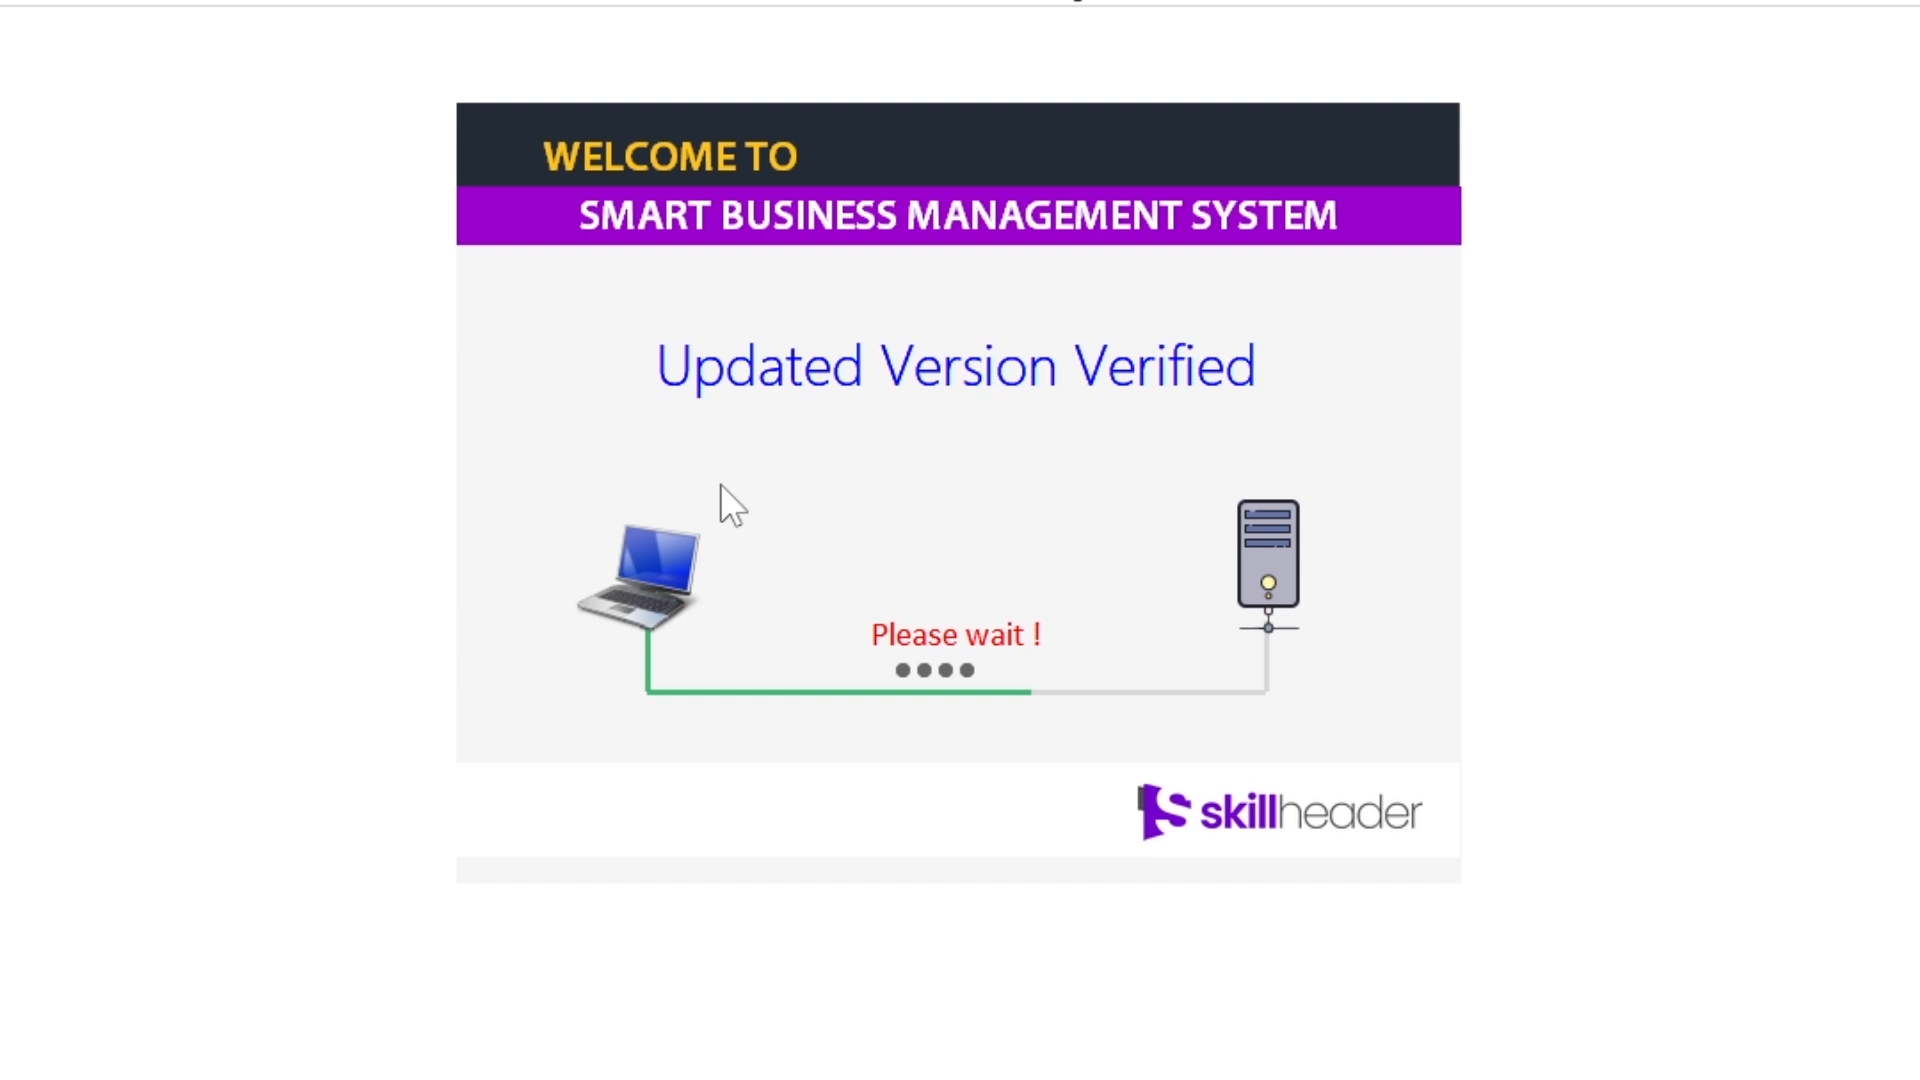 WELCOME TO
SMART BUSINESS MANAGEMENT SYSTEM
Updated Version Verified
Please wait !
skillheader